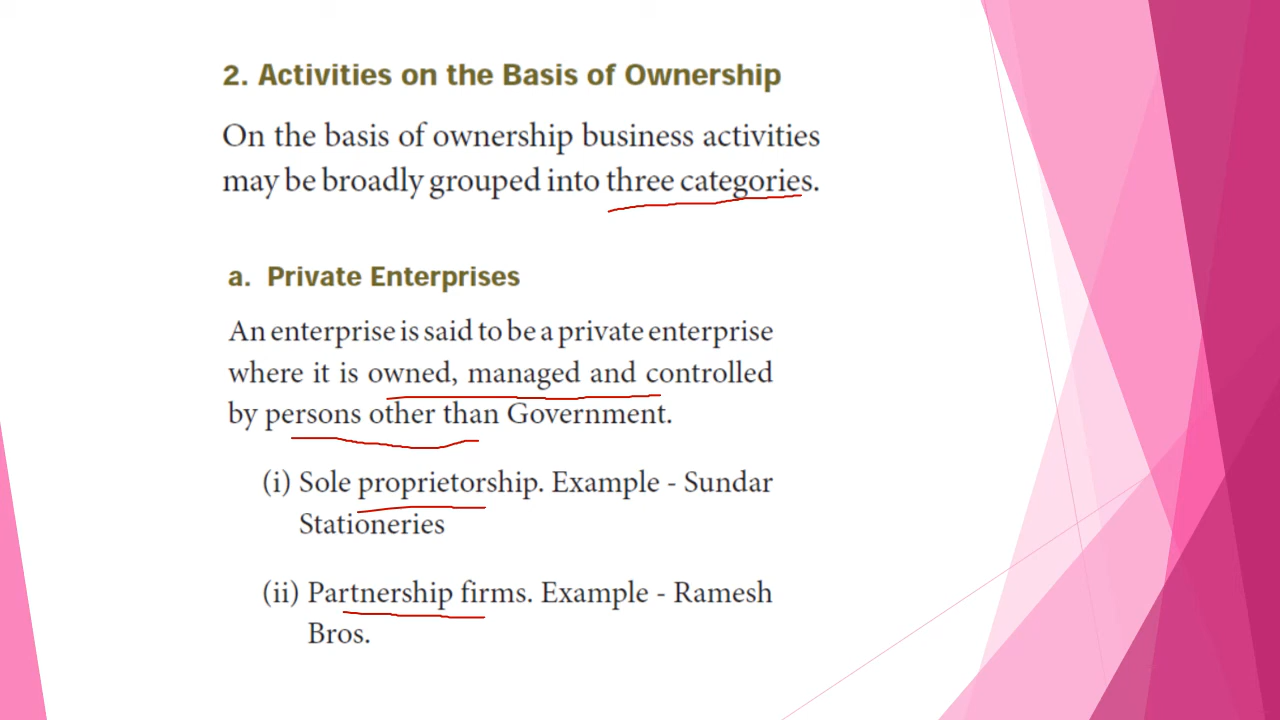 2. Activities on the Basis of Ownership
On the basis of ownership business activities
may be broadly grouped into three categories.
a. Private Enterprises
An enterprise is said to be a private enterprise
where it is owned, managed and controlled
by persons other than Government.
(i) Sole proprietorship. Example - Sundar
Stationeries
(ii) Partnership firms. Example - Ramesh
Bros.